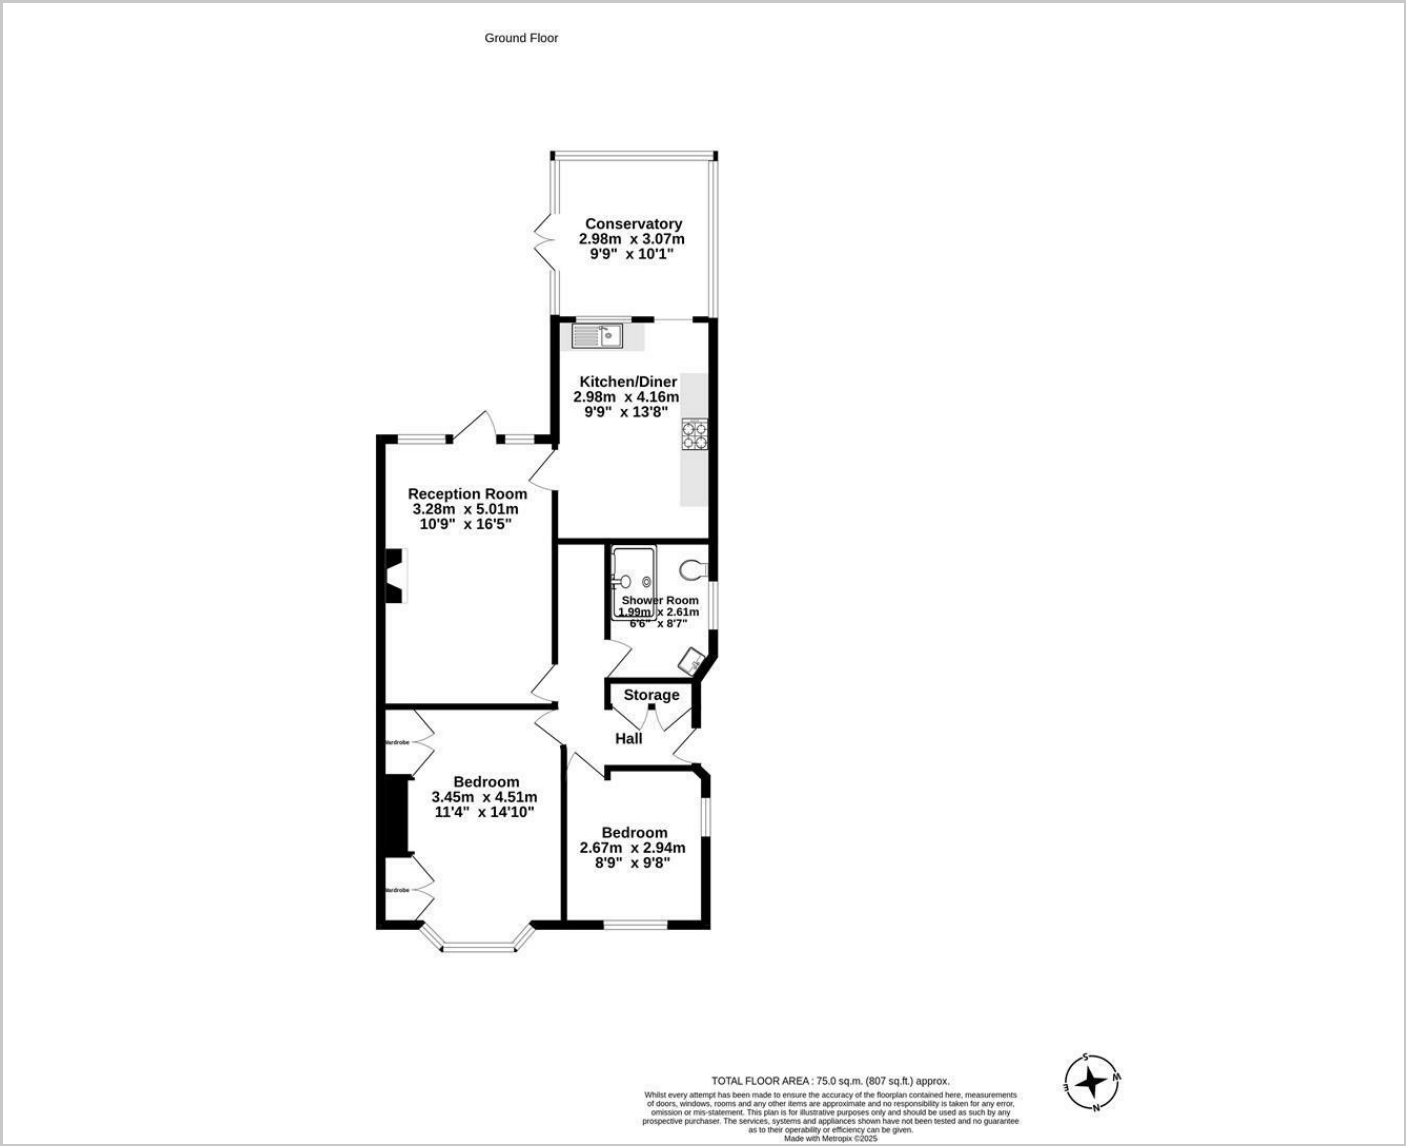 Ground Floor
Conservatory
2.98m x 3.07m
9'9" x 10'1"
Kitchen/Diner
2.98m x 4.16m
9'9" x 13'8"
Reception Room
3.28m x 5.01m
10'9" x 16'5"
Shower Room
1.99m x 2.61m
6'6" x 8'7"
Storage
Hall
Wardrobe
Bedroom
3.45m x 4.51m
11'4" x 14'10"
Bedroom
2.67m x 2.94m
8'9" x 9'8"
Wardrobe
S
W
E
N
TOTAL FLOOR AREA : 75.0 sq.m. (807 sq.ft.) approx.
Whilst every attempt has been made to ensure the accuracy of the floorplan contained here, measurements
of doors, windows, rooms and any other items are approximate and no responsibility is taken for any error,
omission or mis-statement. This plan is for illustrative purposes only and should be used as such by any
prospective purchaser. The services, systems and appliances shown have not been tested and no guarantee
as to their operability or efficiency can be given.
Made with Metropix ©2025